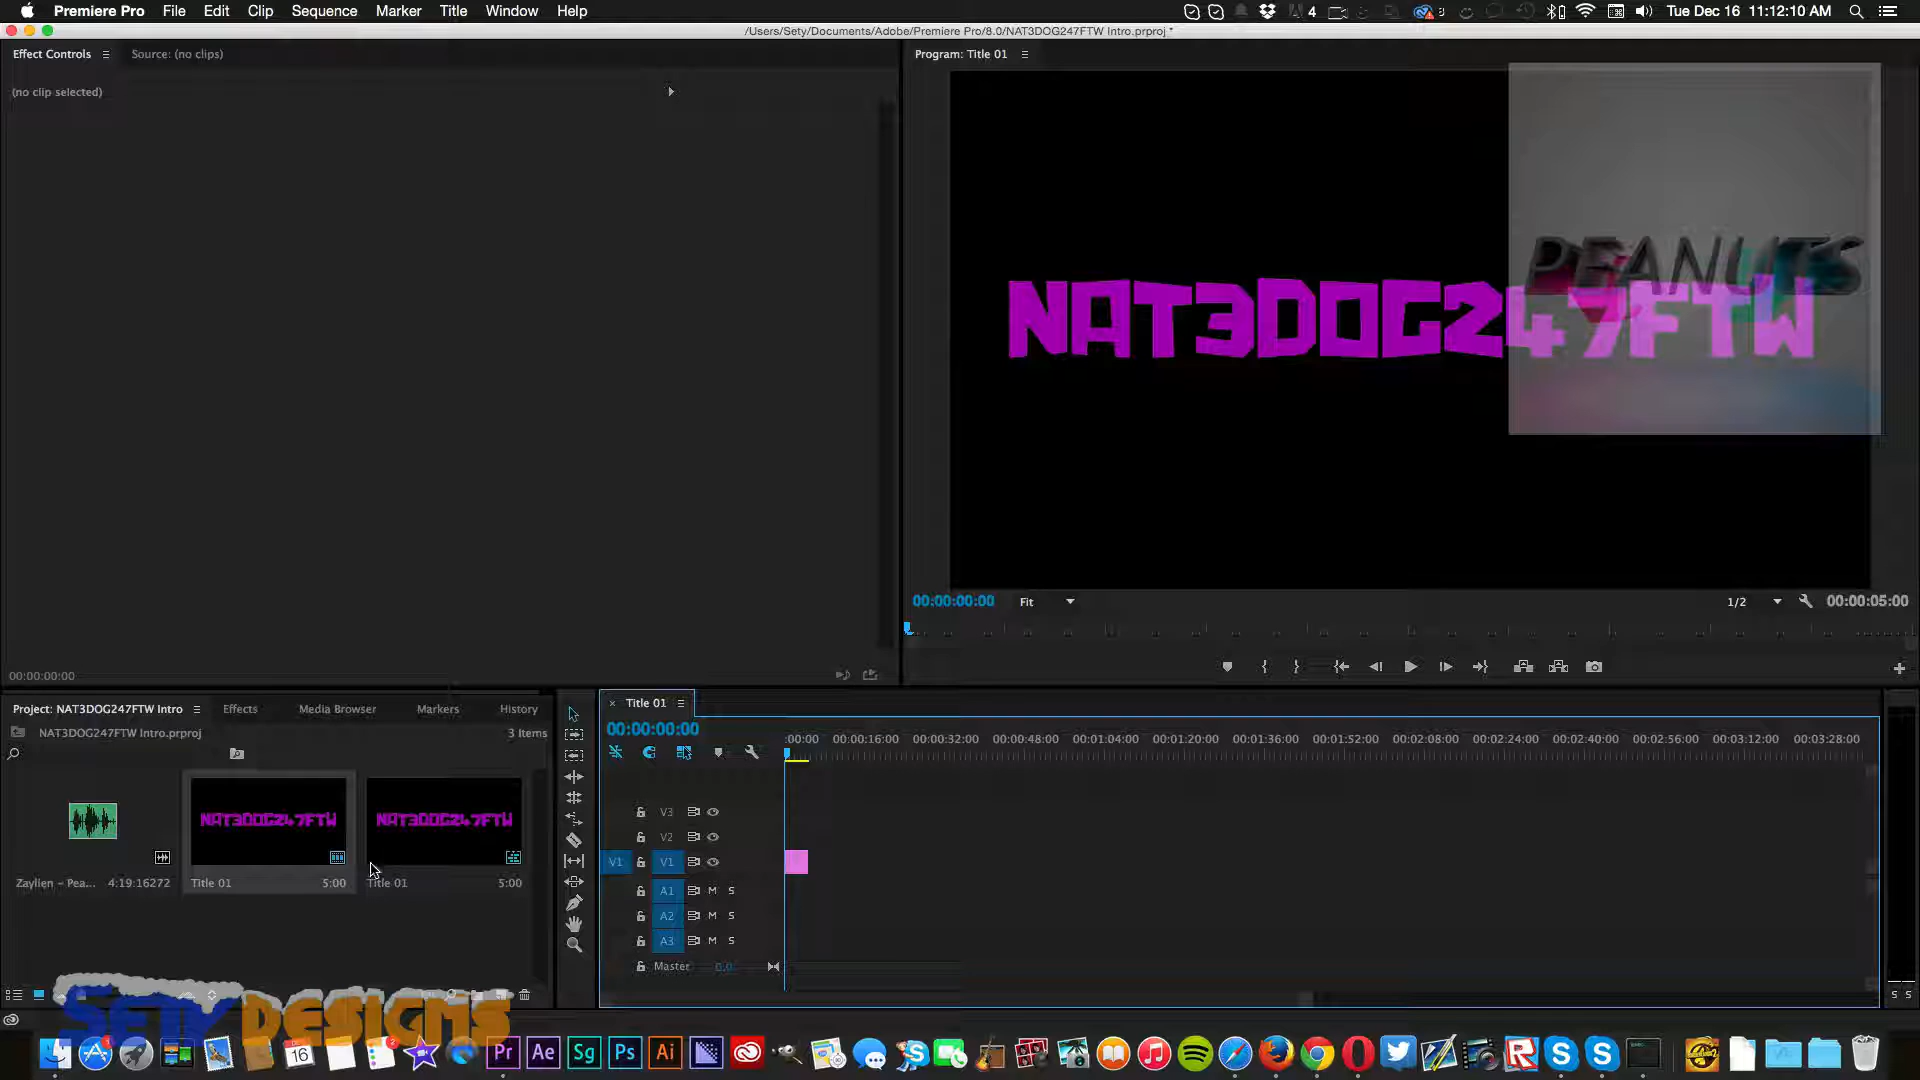 Premiere Pro File Edit Clip Sequence Marker Title Window Help 4 3 Tue Dec 16 11:12:10 AM
/Users/Sety/Documents/Adobe/Premiere Pro/8.0/NAT3DOG247FTW Intro.prproj *
Effect Controls Source: (no clips) Program: Title 01
(no clip selected)
PEANUTS
NAT3DOG247FTW
00:00:00:00 Fit 1/2 00:00:05:00
00:00:00:00
Project: NAT3DOG247FTW Intro Effects Media Browser Markers History
NAT3DOG247FTW Intro.prproj 3 Items
NAT3DOG247FTW NAT3DOG247FTW
Zaylien - Pea... 4:19:16272 Title 01 5:00 Title 01 5:00
× Title 01
00:00:00:00
:00:00 00:00:16:00 00:00:32:00 00:00:48:00 00:01:04:00 00:01:20:00 00:01:36:00 00:01:52:00 00:02:08:00 00:02:24:00 00:02:40:00 00:02:56:00 00:03:12:00 00:03:28:00
V3
V2
V1 V1
A1 M S
A2 M S
A3 M S
Master 0.0
S S
SETY DESIGNS
16 Pr Ae Sg Ps Ai